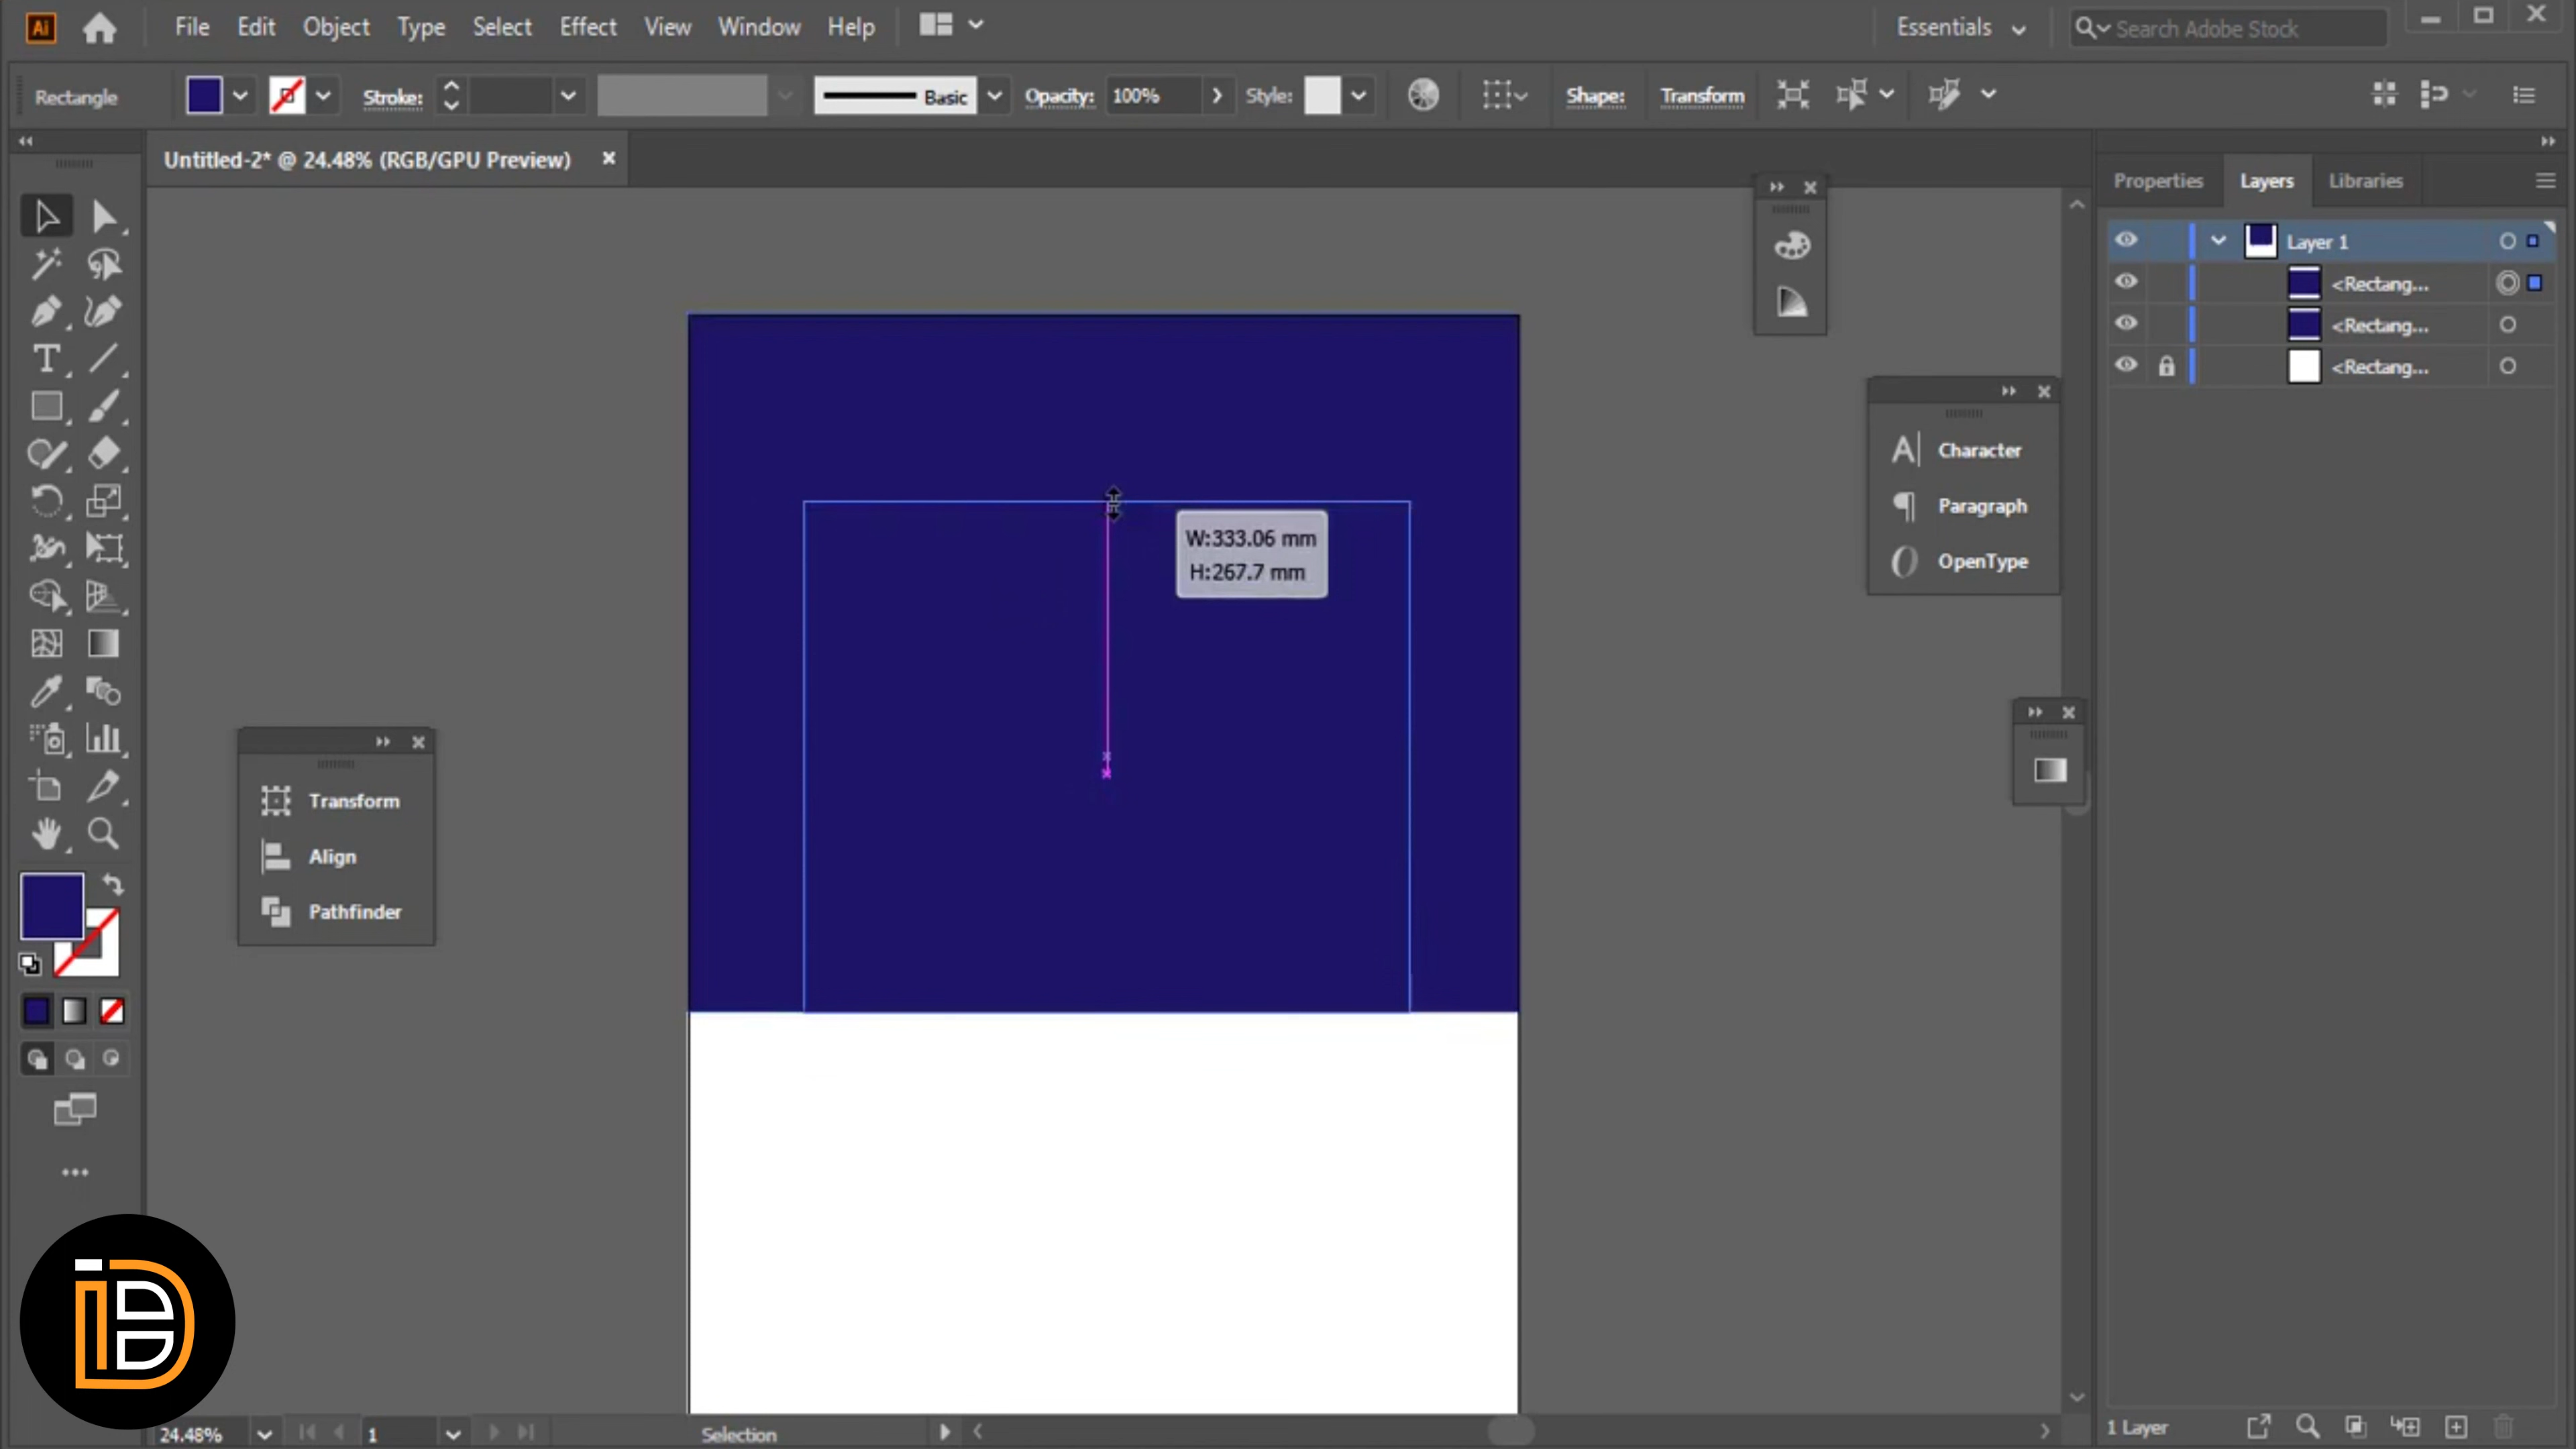 Ai File Edit Object Type Select Effect View Window Help Essentials Search Adobe Stock
Rectangle Stroke: Basic Opacity: 100% Style: Shape: Transform
Untitled-2* @ 24.48% (RGB/GPU Preview)
Properties Layers Libraries
Layer 1
<Rectang...
<Rectang...
<Rectang...
Character
Paragraph
OpenType
W:333.06 mm
H:267.7 mm
Transform
Align
Pathfinder
24.48% 1 Selection
1 Layer